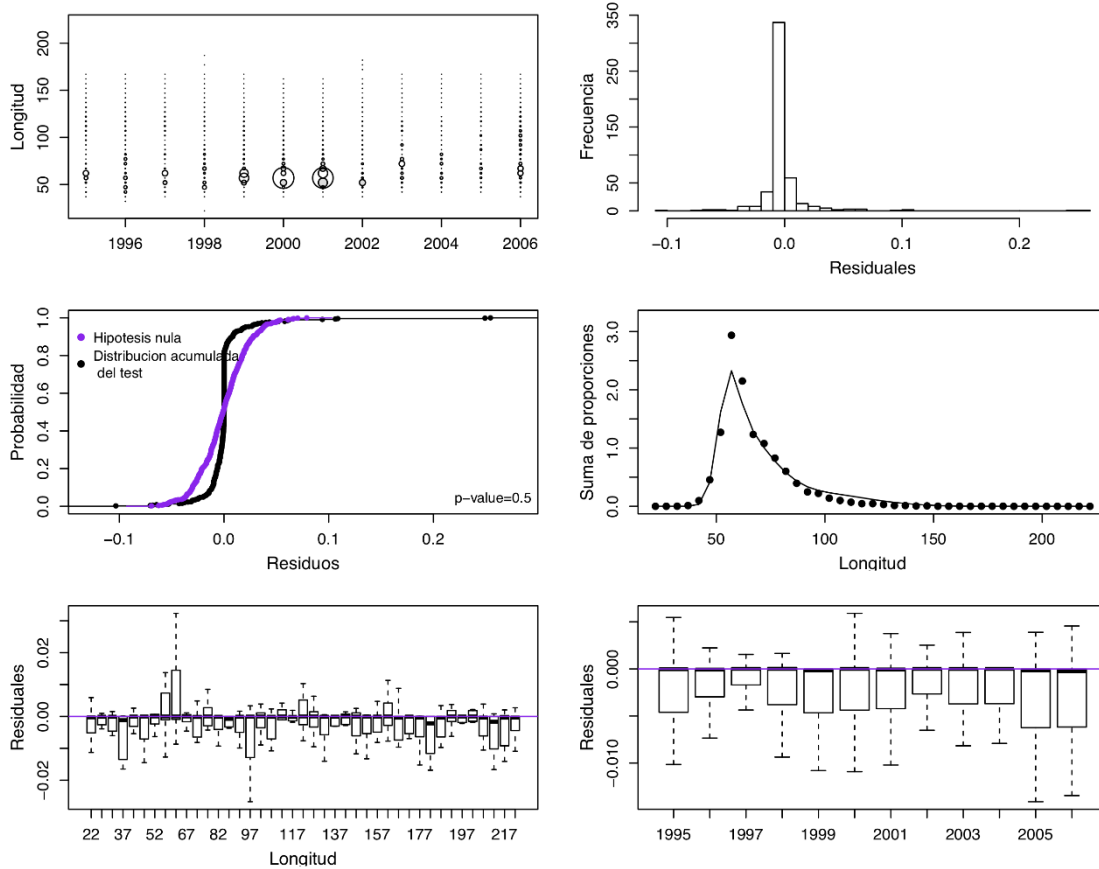 Longitud
50
100
150
200
1996
1998
2000
2002
2004
2006
Frecuencia
0
50
150
250
350
−0.1
0.0
0.1
0.2
Residuales
Probabilidad
0.0
0.2
0.4
0.6
0.8
1.0
Hipotesis nula
Distribucion acumulada
del test
p−value=0.5
−0.1
0.0
0.1
0.2
Residuos
Suma de proporciones
0.0
1.0
2.0
3.0
50
100
150
200
Longitud
Residuales
−0.02
0.00
0.02
22 37 52 67 82 97 117 137 157 177 197 217
Longitud
Residuales
−0.010
0.000
1995 1997 1999 2001 2003 2005